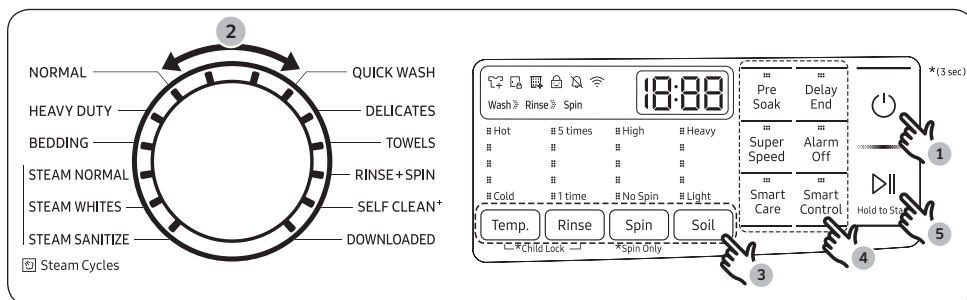 2
NORMAL
HEAVY DUTY
BEDDING
STEAM NORMAL
STEAM WHITES
STEAM SANITIZE
Steam Cycles
QUICK WASH
DELICATES
TOWELS
RINSE+SPIN
SELF CLEAN+
DOWNLOADED
18:88
Wash» Rinse» Spin
Hot 5 times High Heavy
Cold 1 time No Spin Light
Temp. Rinse Spin Soil
*Child Lock *Spin Only
3
Pre Soak
Delay End
Super Speed
Alarm Off
Smart Care
Smart Control
4
*(3 sec)
1
Hold to Sta
5